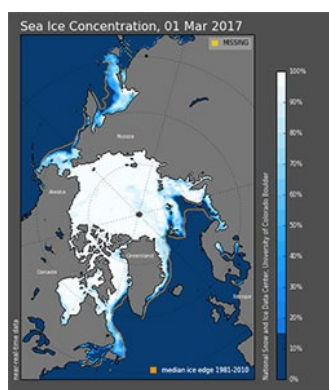 Sea Ice Concentration, 01 Mar 2017
MISSING
Russia
Alaska
Canada
Greenland
Europe
100%
90%
80%
70%
60%
50%
40%
30%
20%
10%
0%
National Snow and Ice Data Center, University of Colorado Boulder
near-real-time data
median ice edge 1981-2010